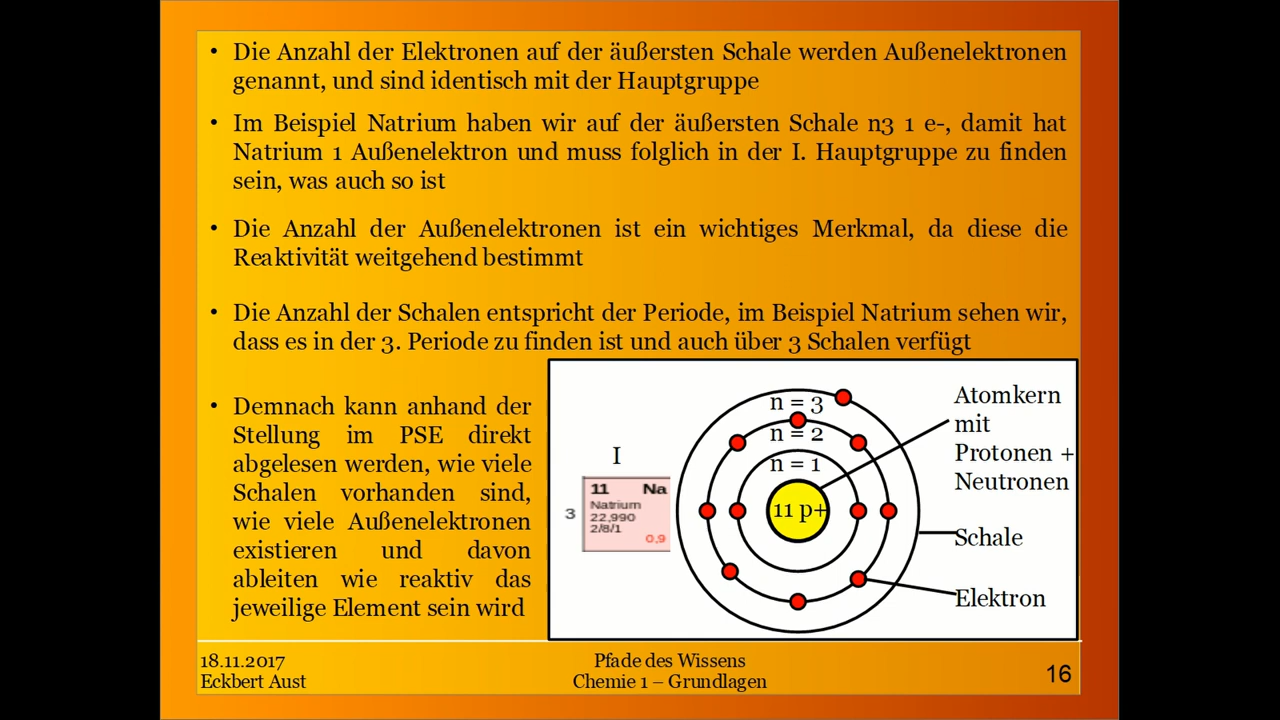 • Die Anzahl der Elektronen auf der äußersten Schale werden Außenelektronen
genannt, und sind identisch mit der Hauptgruppe
• Im Beispiel Natrium haben wir auf der äußersten Schale n3 1 e-, damit hat
Natrium 1 Außenelektron und muss folglich in der I. Hauptgruppe zu finden
sein, was auch so ist
• Die Anzahl der Außenelektronen ist ein wichtiges Merkmal, da diese die
Reaktivität weitgehend bestimmt
• Die Anzahl der Schalen entspricht der Periode, im Beispiel Natrium sehen wir,
dass es in der 3. Periode zu finden ist und auch über 3 Schalen verfügt
• Demnach kann anhand der
Stellung im PSE direkt
abgelesen werden, wie viele
Schalen vorhanden sind,
wie viele Außenelektronen
existieren und davon
ableiten wie reaktiv das
jeweilige Element sein wird
I
3
11 Na
Natrium
22,990
2/8/1
0,9
n = 3
n = 2
n = 1
11 p+
Atomkern
mit
Protonen +
Neutronen
Schale
Elektron
18.11.2017
Eckbert Aust
Pfade des Wissens
Chemie 1 – Grundlagen
16